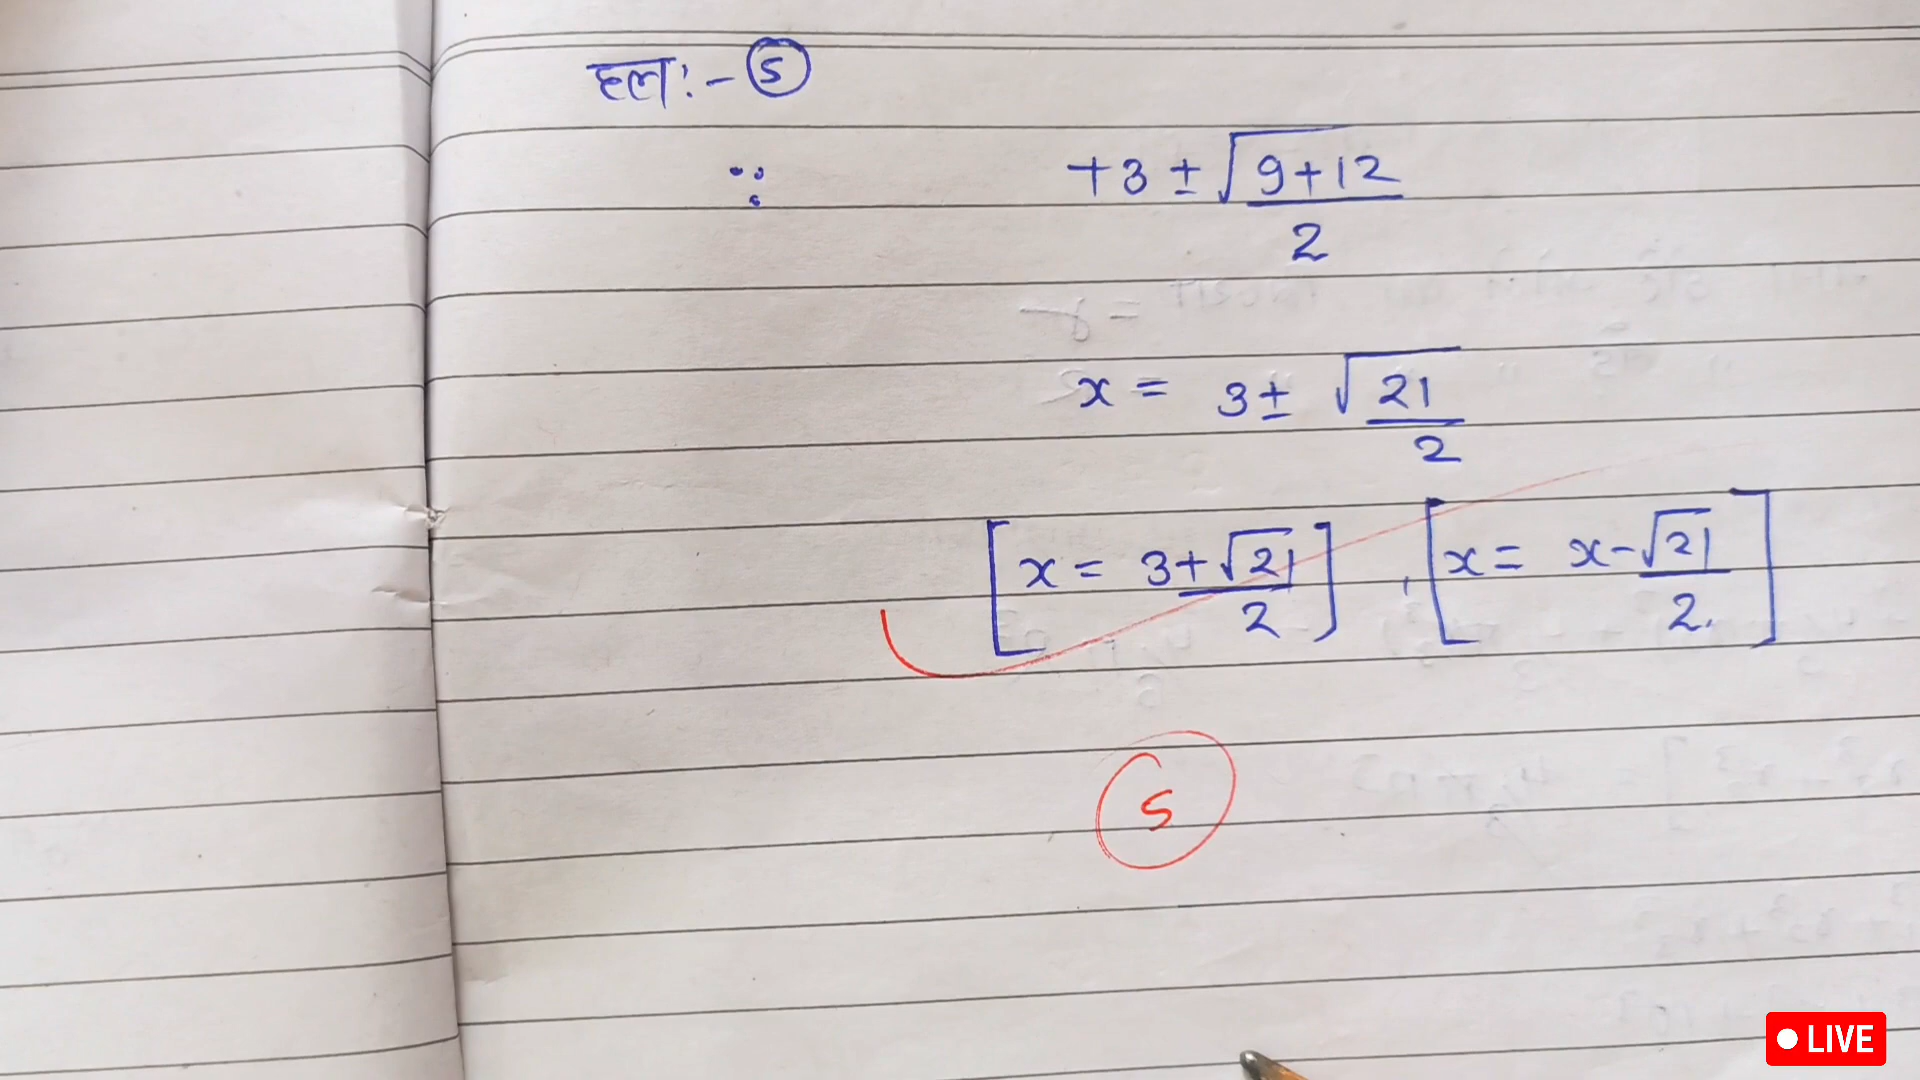 हल:- ⑤
∵ +3 ± √9+12 / 2
x = 3 ± √21 / 2
[x = 3+√21 / 2] , [x = x-√21 / 2.]
5
LIVE